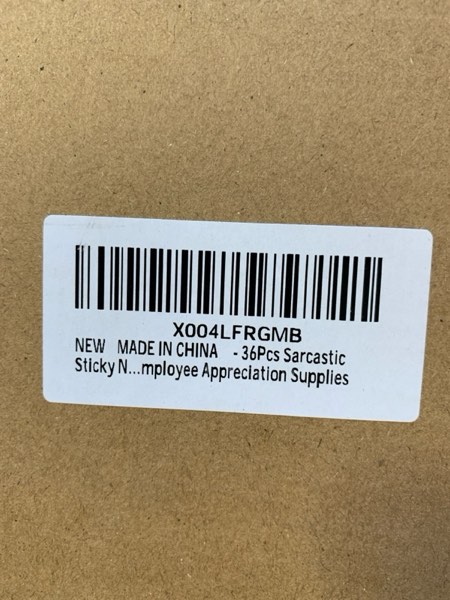 X004LFRGMB
NEW MADE IN CHINA - 36Pcs Sarcastic
Sticky N...mployee Appreciation Supplies